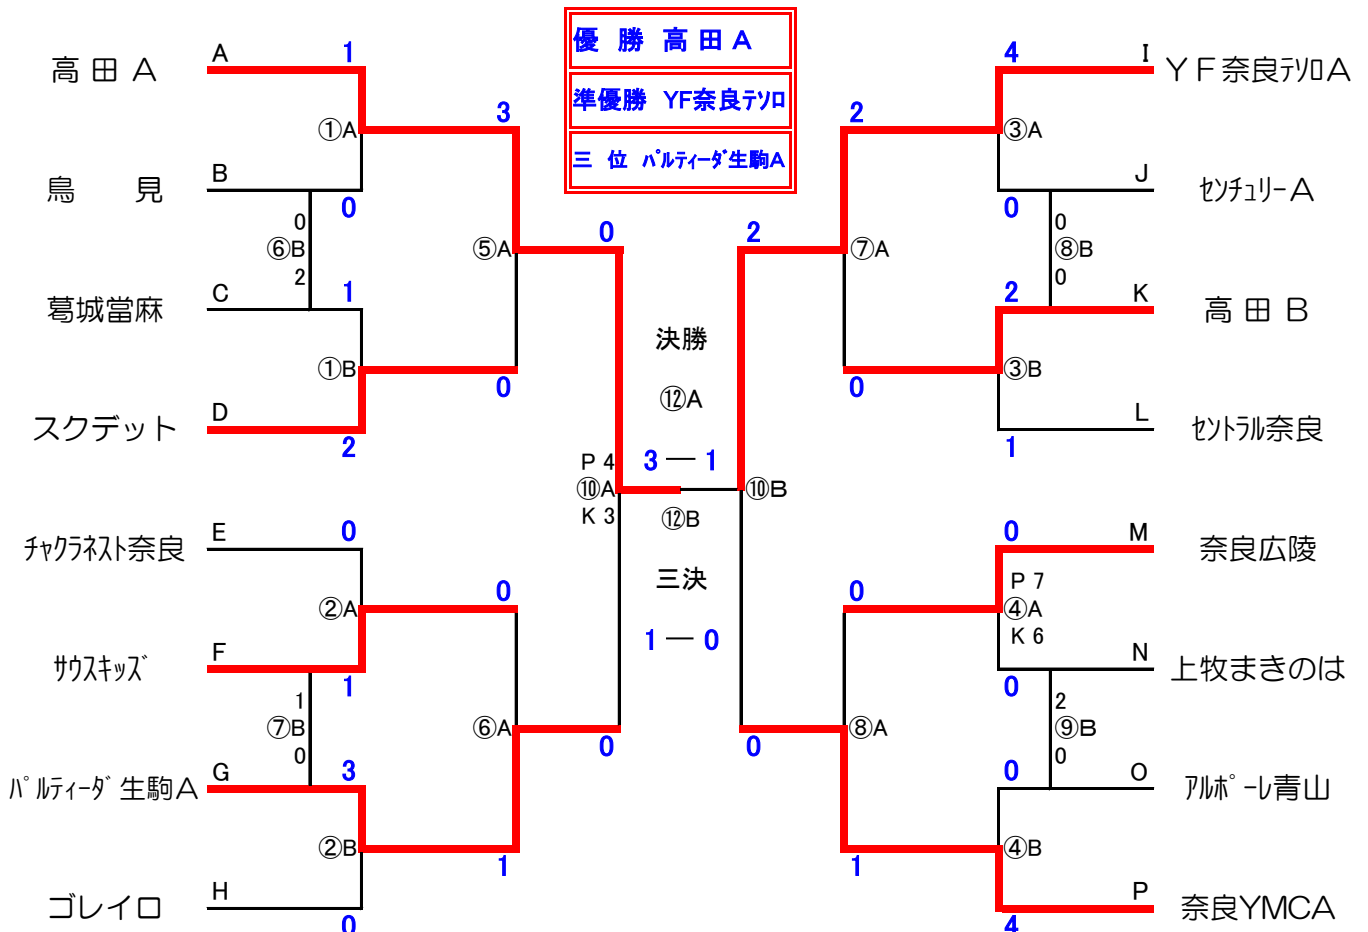 優 勝 高 田 A
準優勝 YF奈良ﾃｿﾛ
三 位 ﾊﾟﾙﾃｨｰﾀﾞ生駒A
高 田 A
A
1
3
①A
鳥 見
B
0
0
⑥B
2
⑤A
0
葛城當麻
C
1
①B
0
スクデット
D
2
ﾁｬｸﾗﾈｽﾄ奈良
E
0
②A
0
ｻｳｽｷｯｽﾞ
F
1
1
⑦B
0
⑥A
0
ﾊﾟﾙﾃｨｰﾀﾞ生駒A
G
3
②B
1
ゴレイロ
H
0
P 4
⑩A
K 3
決勝
⑫A
3 ― 1
⑫B
三決
1 ― 0
⑩B
4
I
ＹＦ奈良ﾃｿﾛA
2
③A
J
ｾﾝﾁｭﾘｰA
0
0
⑧B
0
2
⑦A
2
K
高 田 B
③B
0
L
ｾﾝﾄﾗﾙ奈良
1
0
M
奈良広陵
P 7
④A
K 6
0
N
上牧まきのは
0
2
⑨B
0
0
⑧A
0
O
ｱﾙﾎﾟｰﾚ青山
④B
1
P
奈良YMCA
4